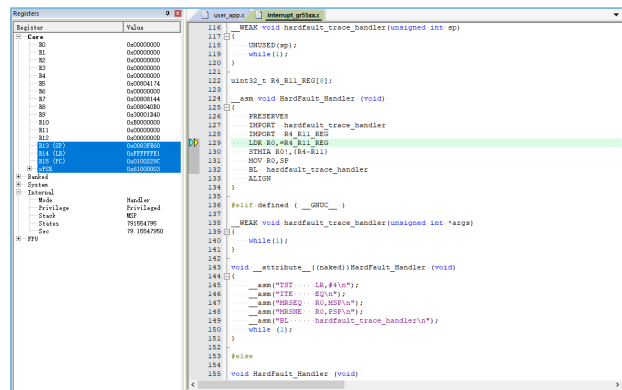 Registers
Register Value
Core
R0 0x00000000
R1 0x00000000
R2 0x00000000
R3 0x00000000
R4 0x00000000
R5 0x00804174
R6 0x00000000
R7 0x00808144
R8 0x008040B0
R9 0x30001B40
R10 0x00000000
R11 0x00000000
R12 0x00000000
R13 (SP) 0x0083FB60
R14 (LR) 0xFFFFFFE1
R15 (PC) 0x0100229C
xPSR 0x61000003
Banked
System
Internal
Mode Handler
Privilege Privileged
Stack MSP
States 791554795
Sec 79.15547950
FPU
user_app.c interrupt_gr55xx.c
116 __WEAK void hardfault_trace_handler(unsigned int sp)
117 {
118 UNUSED(sp);
119 while(1);
120 }
121
122 uint32_t R4_R11_REG[8];
123
124 __asm void HardFault_Handler (void)
125 {
126 PRESERVE8
127 IMPORT hardfault_trace_handler
128 IMPORT R4_R11_REG
129 LDR R0,=R4_R11_REG
130 STMIA R0!,{R4-R11}
131 MOV R0,SP
132 BL hardfault_trace_handler
133 ALIGN
134 }
135
136 #elif defined ( __GNUC__ )
137
138 __WEAK void hardfault_trace_handler(unsigned int *args)
139 {
140 while(1);
141 }
142
143 void __attribute__((naked))HardFault_Handler (void)
144 {
145 __asm("TST LR,#4\n");
146 __asm("ITE EQ\n");
147 __asm("MRSEQ R0,MSP\n");
148 __asm("MRSNE R0,PSP\n");
149 __asm("BL hardfault_trace_handler\n");
150 while (1);
151 }
152
153 #else
154
155 void HardFault_Handler (void)